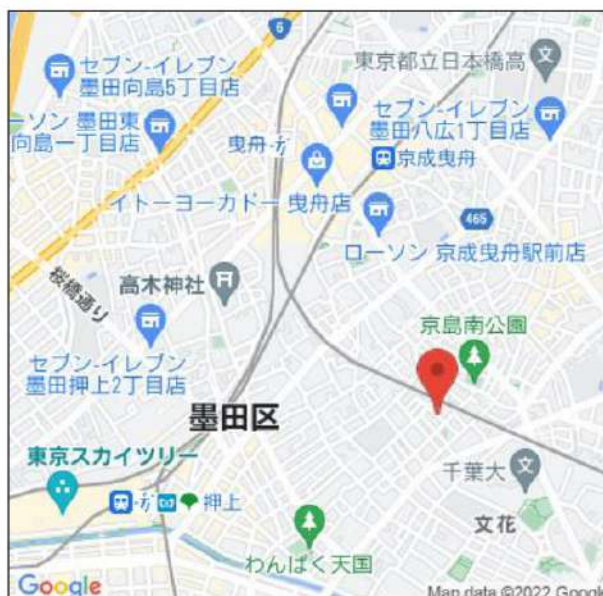 6
セブン-イレブン
墨田向島5丁目店
東京都立日本橋高
文
ーソン 墨田東
向島一丁目店
セブン-イレブン
墨田八広1丁目店
曳舟
京成曳舟
イトーヨーカドー 曳舟店
465
ローソン 京成曳舟駅前店
桜橋通り
高木神社
京島南公園
セブン-イレブン
墨田押上2丁目店
墨田区
東京スカイツリー
千葉大
文
押上
文花
わんぱく天国
Google
Map data ©2022 Google